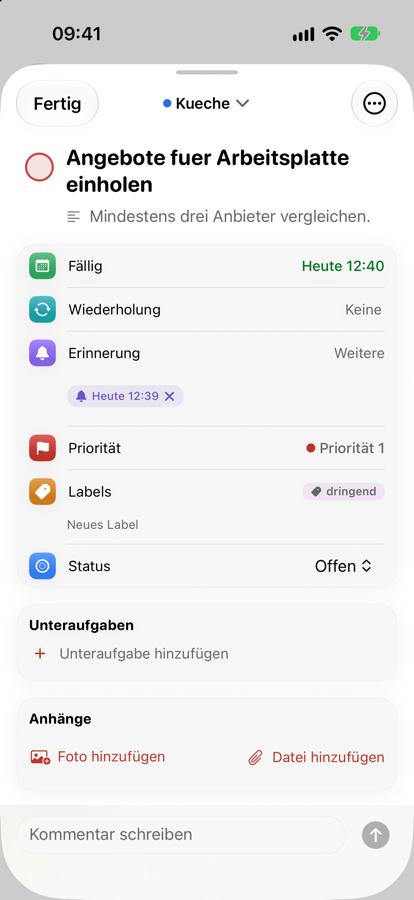 09:41
Fertig
Kueche
Angebote fuer Arbeitsplatte
einholen
Mindestens drei Anbieter vergleichen.
Fällig Heute 12:40
Wiederholung Keine
Erinnerung Weitere
Heute 12:39
Priorität Priorität 1
Labels dringend
Neues Label
Status Offen
Unteraufgaben
+ Unteraufgabe hinzufügen
Anhänge
Foto hinzufügen Datei hinzufügen
Kommentar schreiben